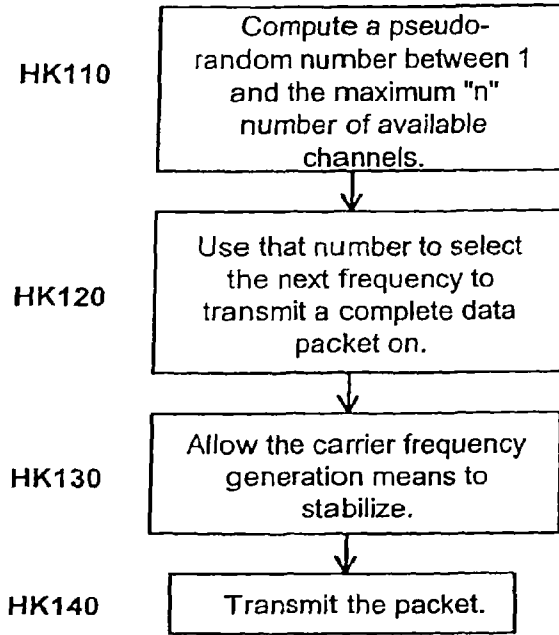 HK110
Compute a pseudo-
random number between 1
and the maximum "n"
number of available
channels.
HK120
Use that number to select
the next frequency to
transmit a complete data
packet on.
HK130
Allow the carrier frequency
generation means to
stabilize.
HK140
Transmit the packet.